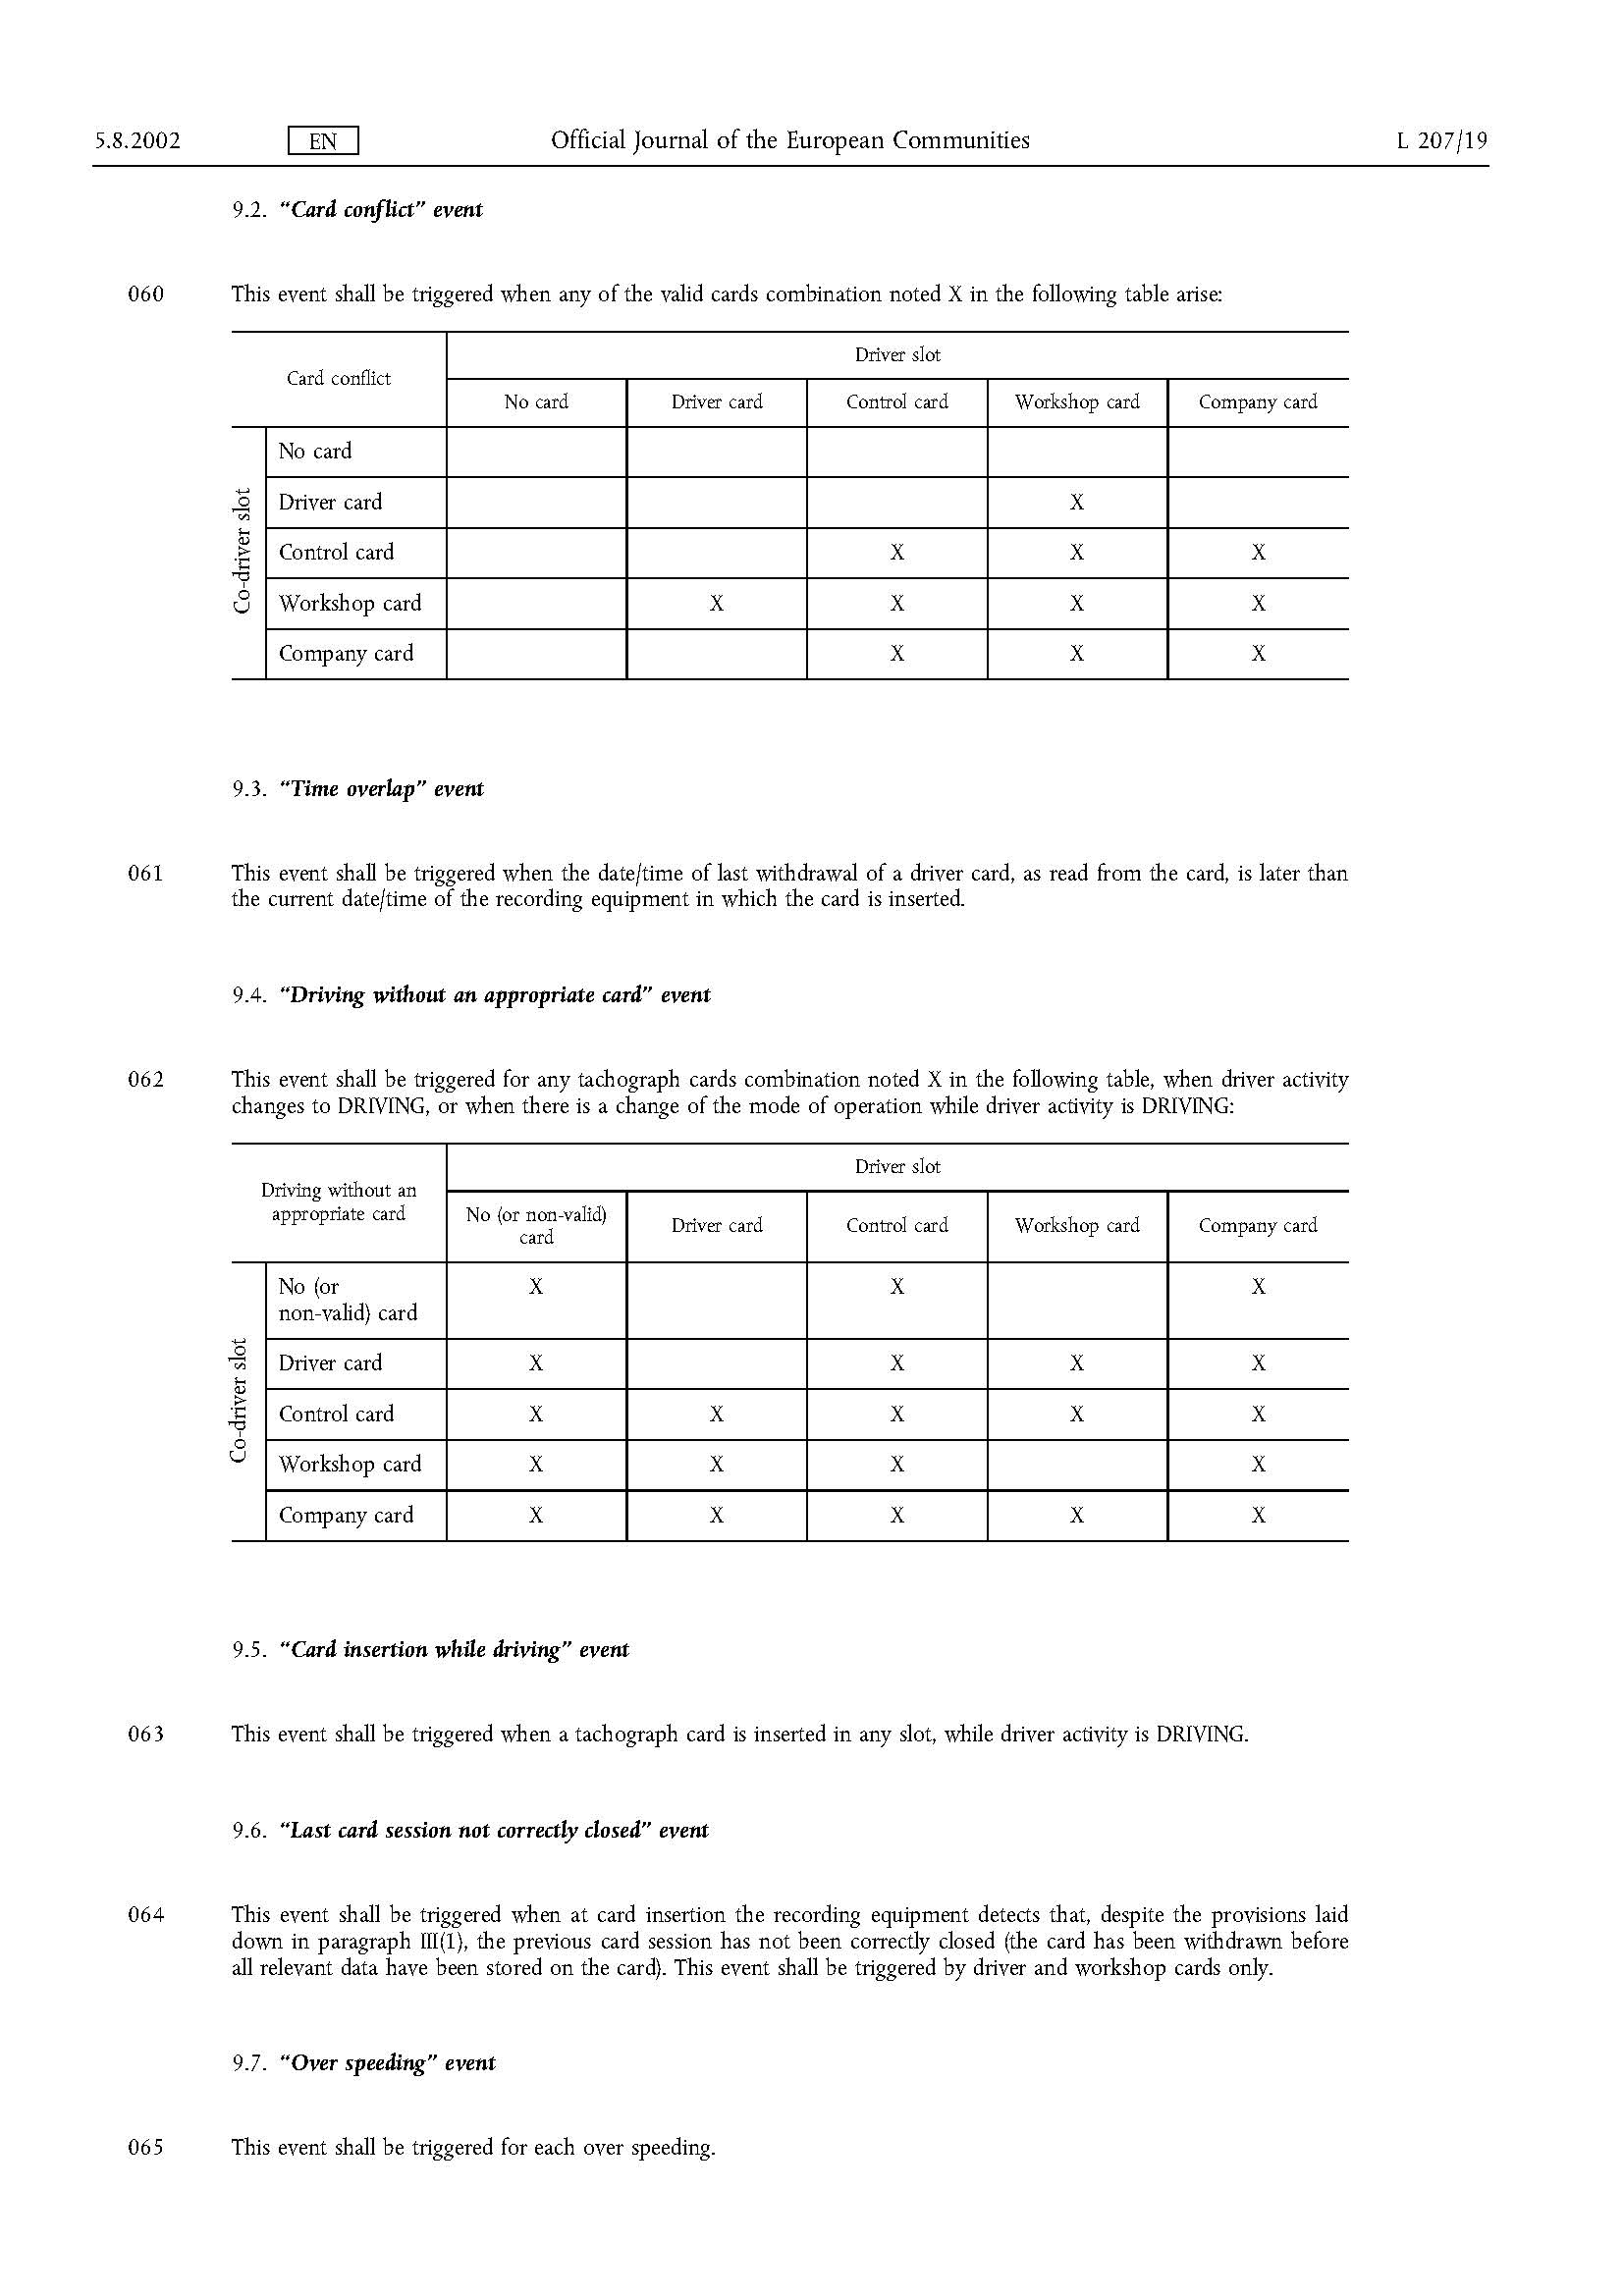 5.8.2002 EN Official Journal of the European Communities L 207/19
9.2. “Card conflict” event
060 This event shall be triggered when any of the valid cards combination noted X in the following table arise:
Card conflict
Driver slot
No card Driver card Control card Workshop card Company card
Co-driver slot
No card
Driver card X
Control card X X X
Workshop card X X X X
Company card X X X
9.3. “Time overlap” event
061 This event shall be triggered when the date/time of last withdrawal of a driver card, as read from the card, is later than
the current date/time of the recording equipment in which the card is inserted.
9.4. “Driving without an appropriate card” event
062 This event shall be triggered for any tachograph cards combination noted X in the following table, when driver activity
changes to DRIVING, or when there is a change of the mode of operation while driver activity is DRIVING:
Driving without an
appropriate card
Driver slot
No (or non-valid)
card
Driver card Control card Workshop card Company card
Co-driver slot
No (or X X X
non-valid) card
Driver card X X X X
Control card X X X X X
Workshop card X X X X
Company card X X X X X
9.5. “Card insertion while driving” event
063 This event shall be triggered when a tachograph card is inserted in any slot, while driver activity is DRIVING.
9.6. “Last card session not correctly closed” event
064 This event shall be triggered when at card insertion the recording equipment detects that, despite the provisions laid
down in paragraph III(1), the previous card session has not been correctly closed (the card has been withdrawn before
all relevant data have been stored on the card). This event shall be triggered by driver and workshop cards only.
9.7. “Over speeding” event
065 This event shall be triggered for each over speeding.